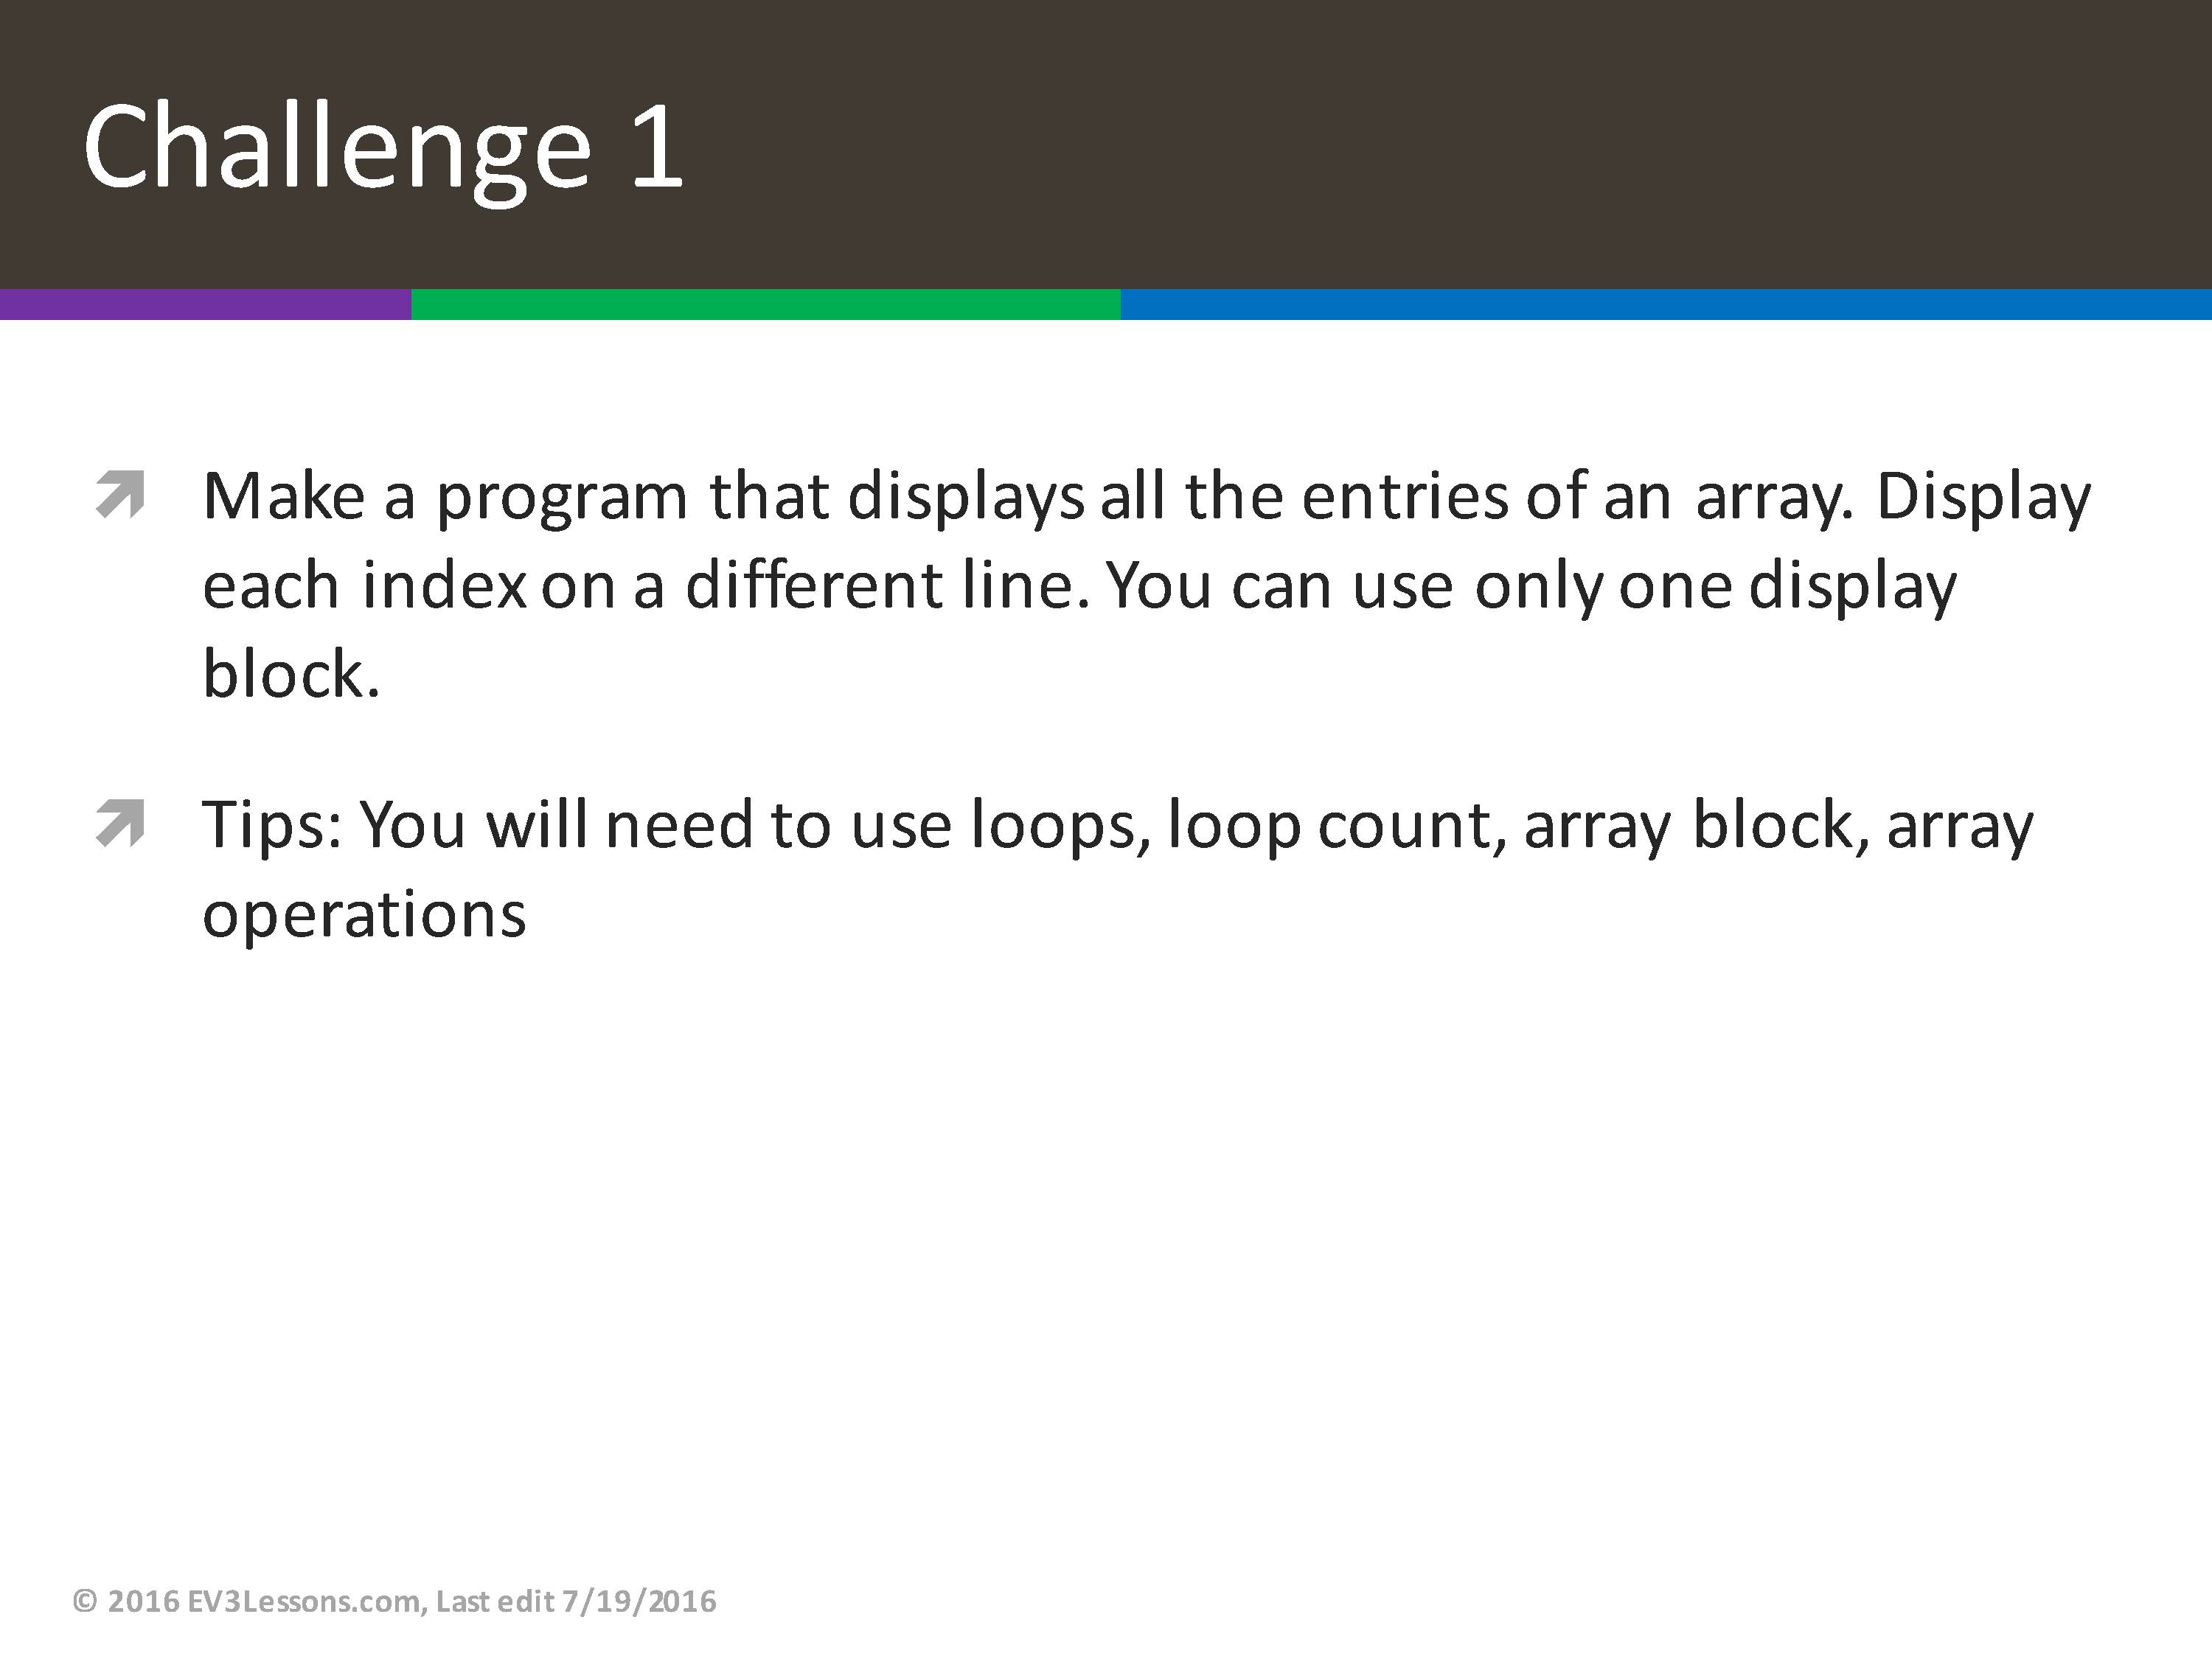 Challenge 1
Make a program that displays all the entries of an array. Display
each index on a different line. You can use only one display
block.
Tips: You will need to use loops, loop count, array block, array
operations
© 2016 EV3Lessons.com, Last edit 7/19/2016